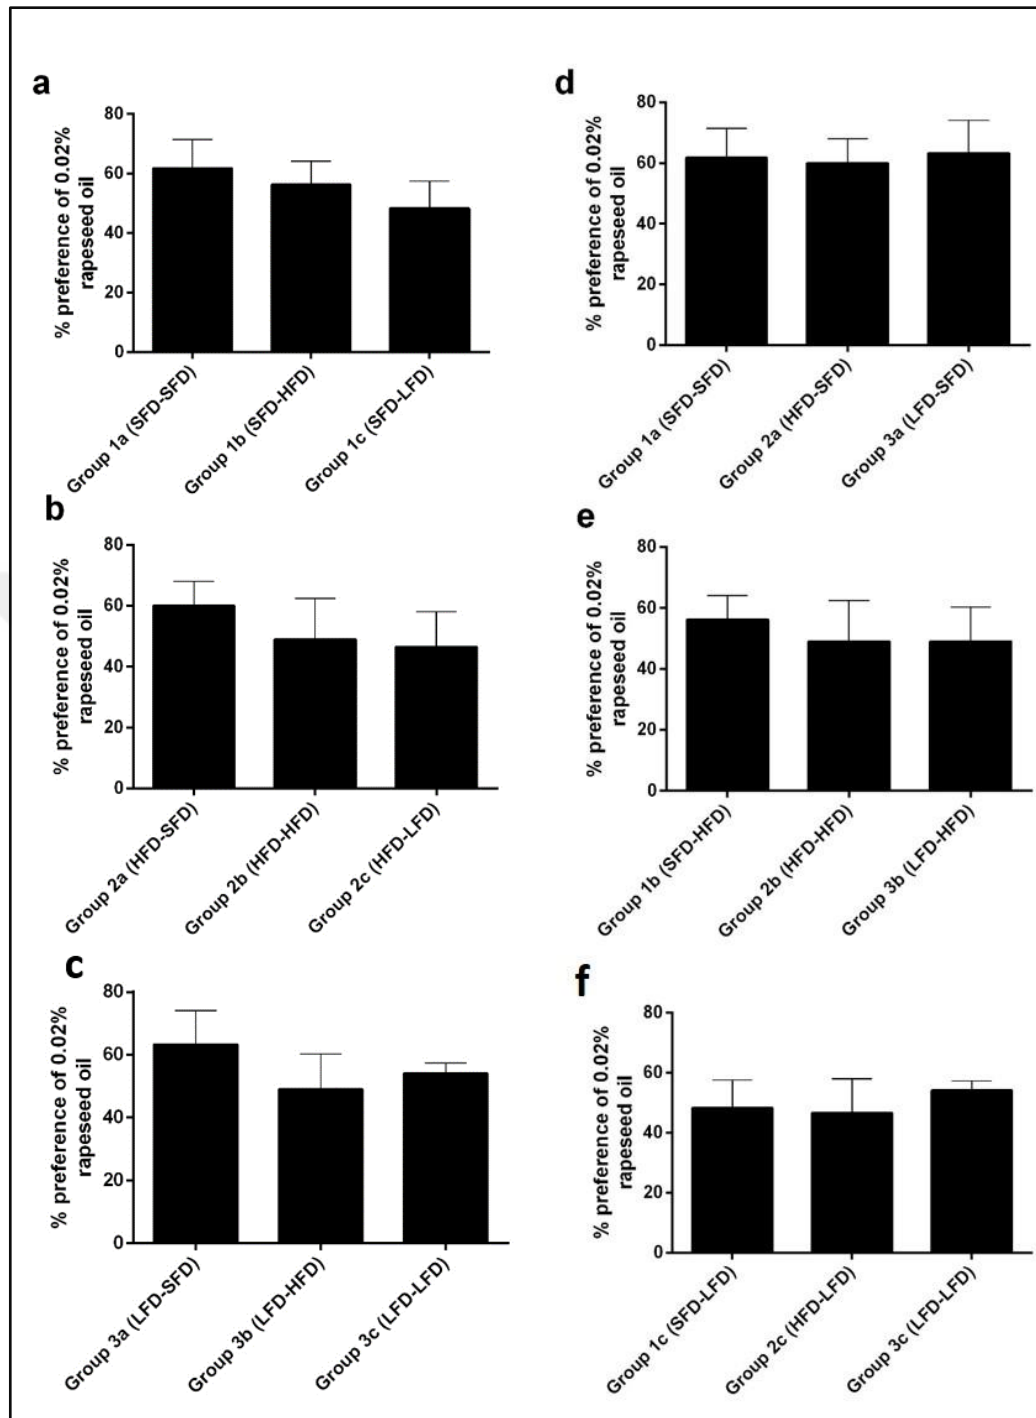 a
% preference of 0.02%
rapeseed oil
80
60
40
20
0
Group 1a (SFD-SFD)
Group 1b (SFD-HFD)
Group 1c (SFD-LFD)
b
% preference of 0.02%
rapeseed oil
80
60
40
20
0
Group 2a (HFD-SFD)
Group 2b (HFD-HFD)
Group 2c (HFD-LFD)
c
% preference of 0.02%
rapeseed oil
80
60
40
20
0
Group 3a (LFD-SFD)
Group 3b (LFD-HFD)
Group 3c (LFD-LFD)
d
% preference of 0.02%
rapeseed oil
80
60
40
20
0
Group 1a (SFD-SFD)
Group 2a (HFD-SFD)
Group 3a (LFD-SFD)
e
% preference of 0.02%
rapeseed oil
80
60
40
20
0
Group 1b (SFD-HFD)
Group 2b (HFD-HFD)
Group 3b (LFD-HFD)
f
% preference of 0.02%
rapeseed oil
80
60
40
20
0
Group 1c (SFD-LFD)
Group 2c (HFD-LFD)
Group 3c (LFD-LFD)